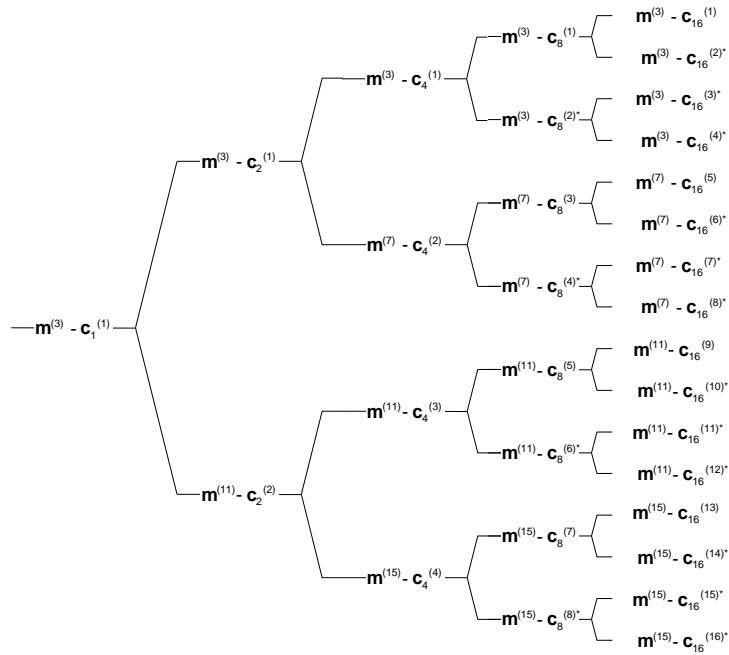 m(3) - c16(1)
m(3) - c8(1)
m(3) - c16(2)*
m(3) - c4(1)
m(3) - c16(3)*
m(3) - c8(2)*
m(3) - c16(4)*
m(3) - c2(1)
m(7) - c16(5)
m(7) - c8(3)
m(7) - c16(6)*
m(7) - c4(2)
m(7) - c16(7)*
m(7) - c8(4)*
m(7) - c16(8)*
m(3) - c1(1)
m(11) - c16(9)
m(11) - c8(5)
m(11) - c16(10)*
m(11) - c4(3)
m(11) - c16(11)*
m(11) - c8(6)*
m(11) - c16(12)*
m(11) - c2(2)
m(15) - c16(13)
m(15) - c8(7)
m(15) - c16(14)*
m(15) - c4(4)
m(15) - c16(15)*
m(15) - c8(8)*
m(15) - c16(16)*